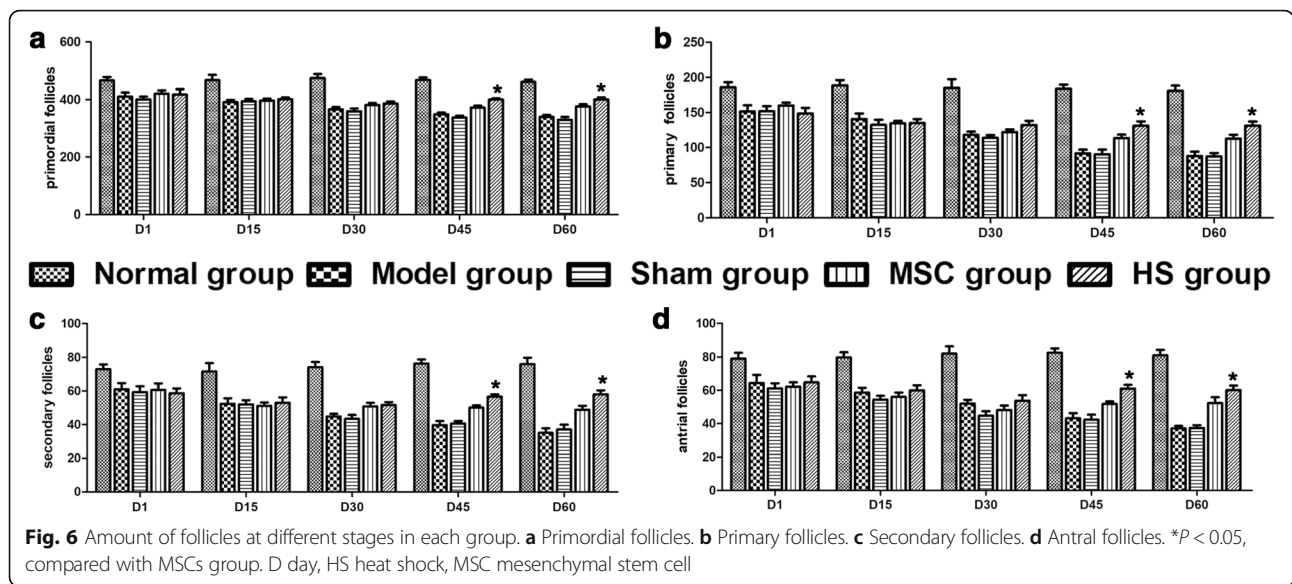 a
600
400
200
0
primordial follicles
D1 D15 D30 D45 D60
* *
b
250
200
150
100
50
0
primary follicles
D1 D15 D30 D45 D60
* *
Normal group Model group Sham group MSC group HS group
c
100
80
60
40
20
0
secondary follicles
D1 D15 D30 D45 D60
* *
d
100
80
60
40
20
0
antrial follicles
D1 D15 D30 D45 D60
* *
Fig. 6 Amount of follicles at different stages in each group. a Primordial follicles. b Primary follicles. c Secondary follicles. d Antral follicles. *P < 0.05,
compared with MSCs group. D day, HS heat shock, MSC mesenchymal stem cell